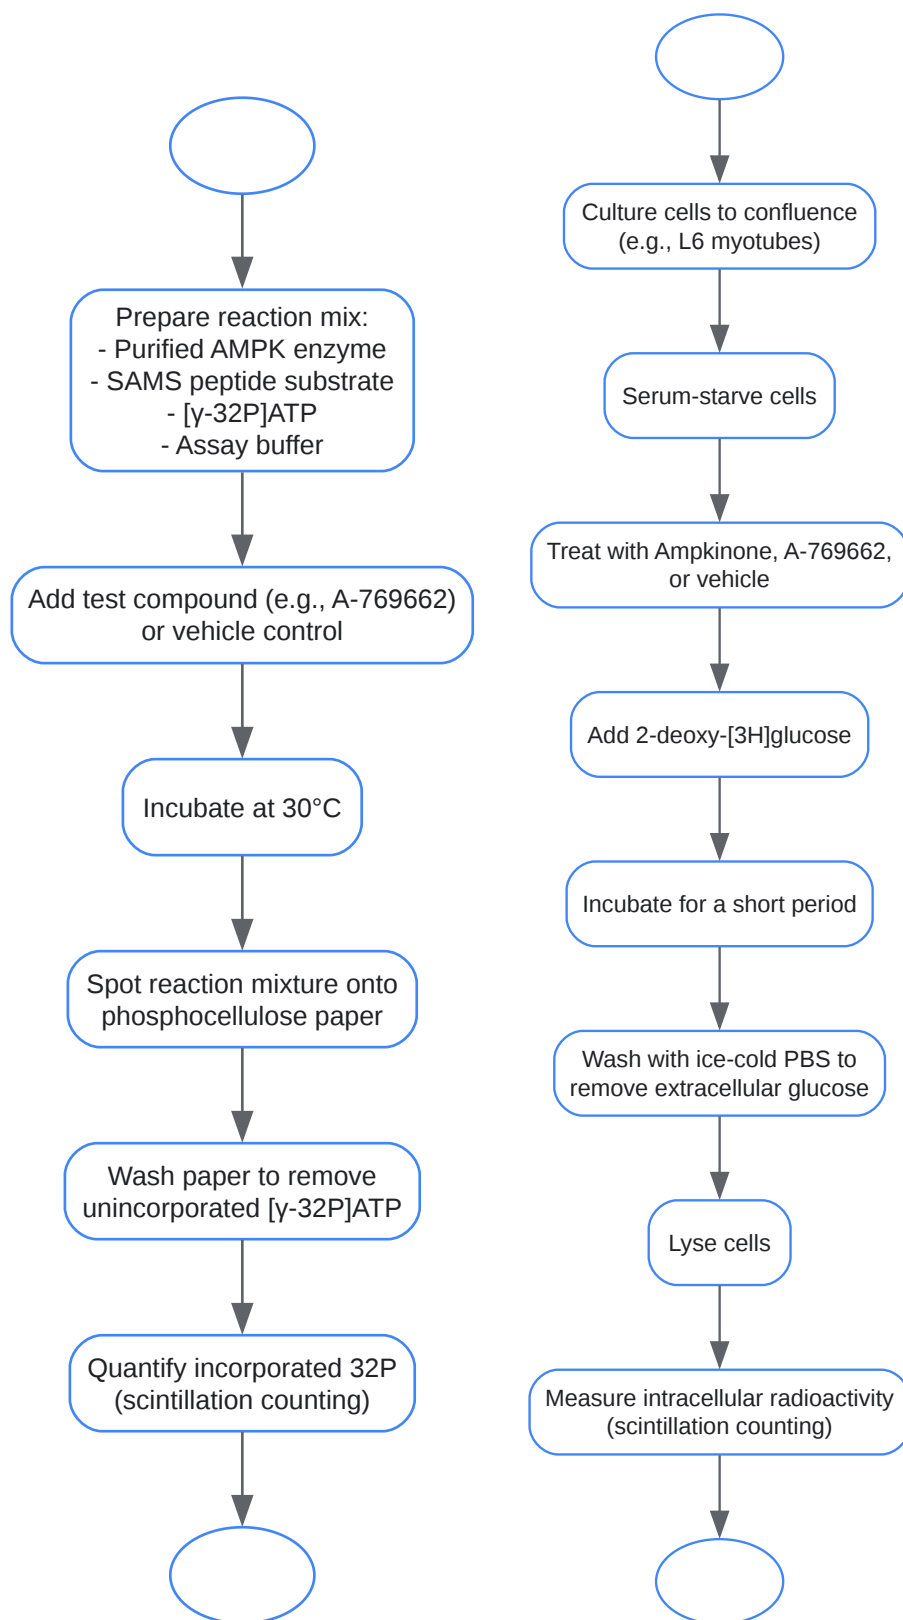 Prepare reaction mix:
- Purified AMPK enzyme
- SAMS peptide substrate
- [γ-32P]ATP
- Assay buffer
Add test compound (e.g., A-769662)
or vehicle control
Incubate at 30°C
Spot reaction mixture onto
phosphocellulose paper
Wash paper to remove
unincorporated [γ-32P]ATP
Quantify incorporated 32P
(scintillation counting)
Culture cells to confluence
(e.g., L6 myotubes)
Serum-starve cells
Treat with Ampkinone, A-769662,
or vehicle
Add 2-deoxy-[3H]glucose
Incubate for a short period
Wash with ice-cold PBS to
remove extracellular glucose
Lyse cells
Measure intracellular radioactivity
(scintillation counting)